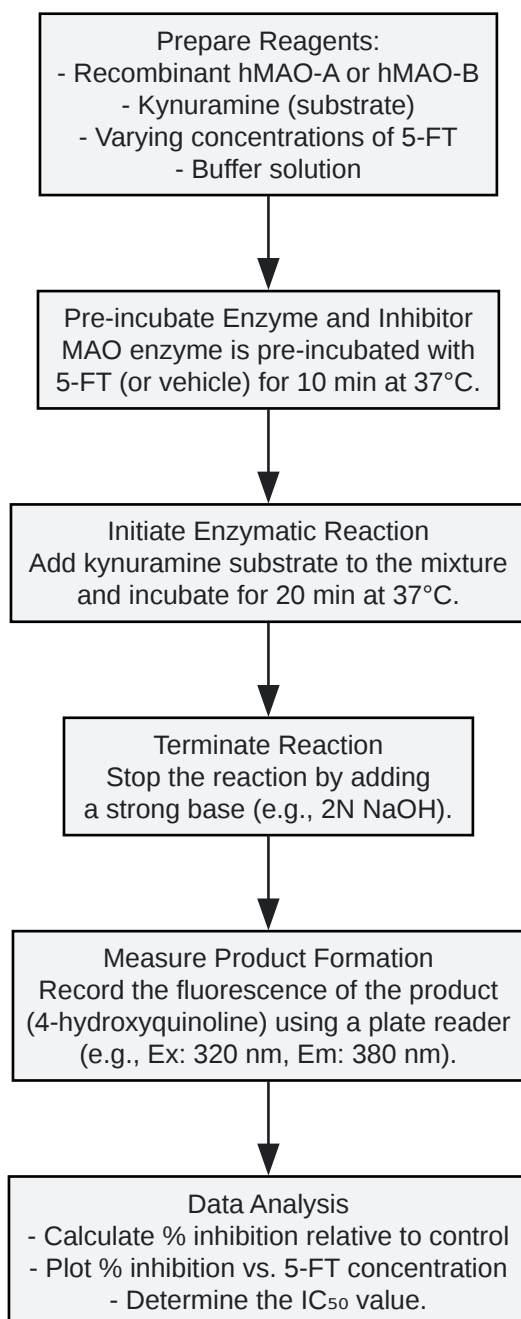 Prepare Reagents:
- Recombinant hMAO-A or hMAO-B
- Kynuramine (substrate)
- Varying concentrations of 5-FT
- Buffer solution
Pre-incubate Enzyme and Inhibitor
MAO enzyme is pre-incubated with
5-FT (or vehicle) for 10 min at 37°C.
Initiate Enzymatic Reaction
Add kynuramine substrate to the mixture
and incubate for 20 min at 37°C.
Terminate Reaction
Stop the reaction by adding
a strong base (e.g., 2N NaOH).
Measure Product Formation
Record the fluorescence of the product
(4-hydroxyquinoline) using a plate reader
(e.g., Ex: 320 nm, Em: 380 nm).
Data Analysis
- Calculate % inhibition relative to control
- Plot % inhibition vs. 5-FT concentration
- Determine the IC₅₀ value.